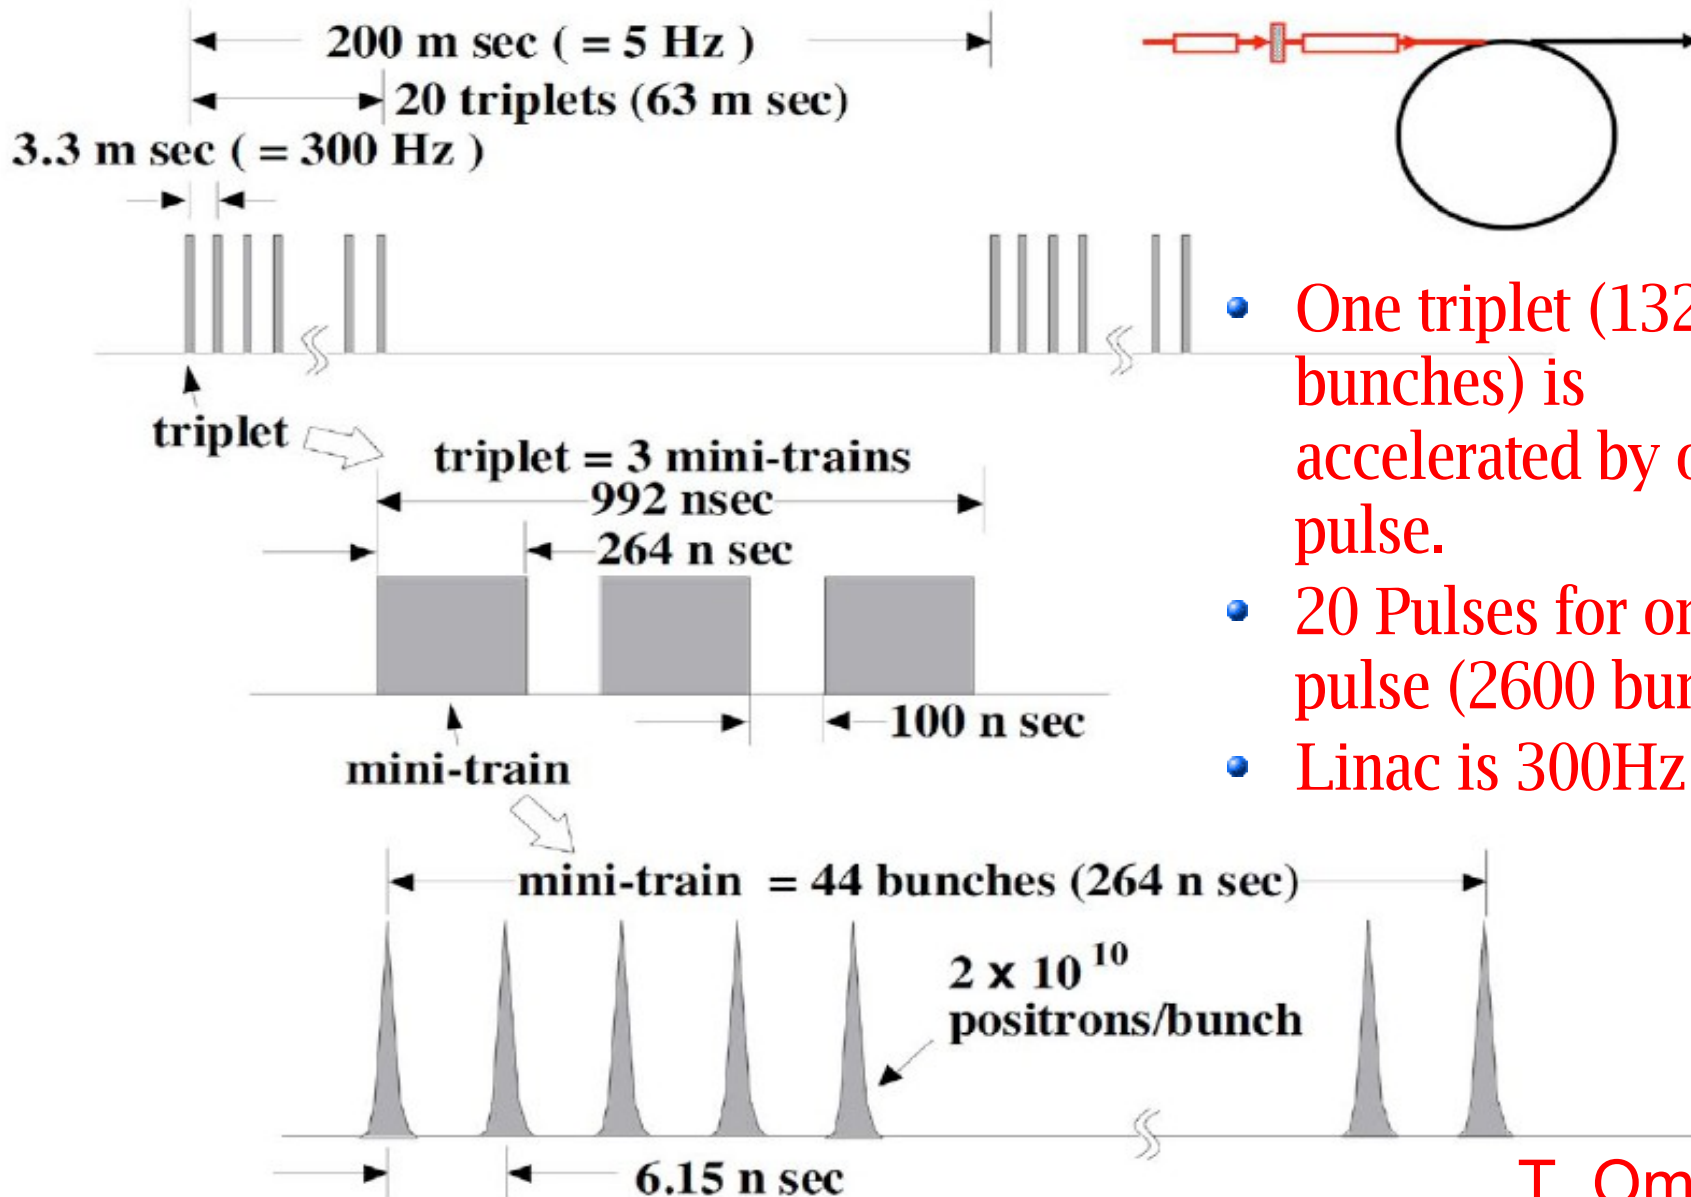 200 m sec ( = 5 Hz )
20 triplets (63 m sec)
3.3 m sec ( = 300 Hz )
triplet
triplet = 3 mini-trains
992 nsec
264 n sec
100 n sec
mini-train
mini-train = 44 bunches (264 n sec)
2 x 10 10
positrons/bunch
6.15 n sec
One triplet (132
bunches) is
accelerated by
pulse.
20 Pulses for
pulse (2600
Linac is 300Hz
T.